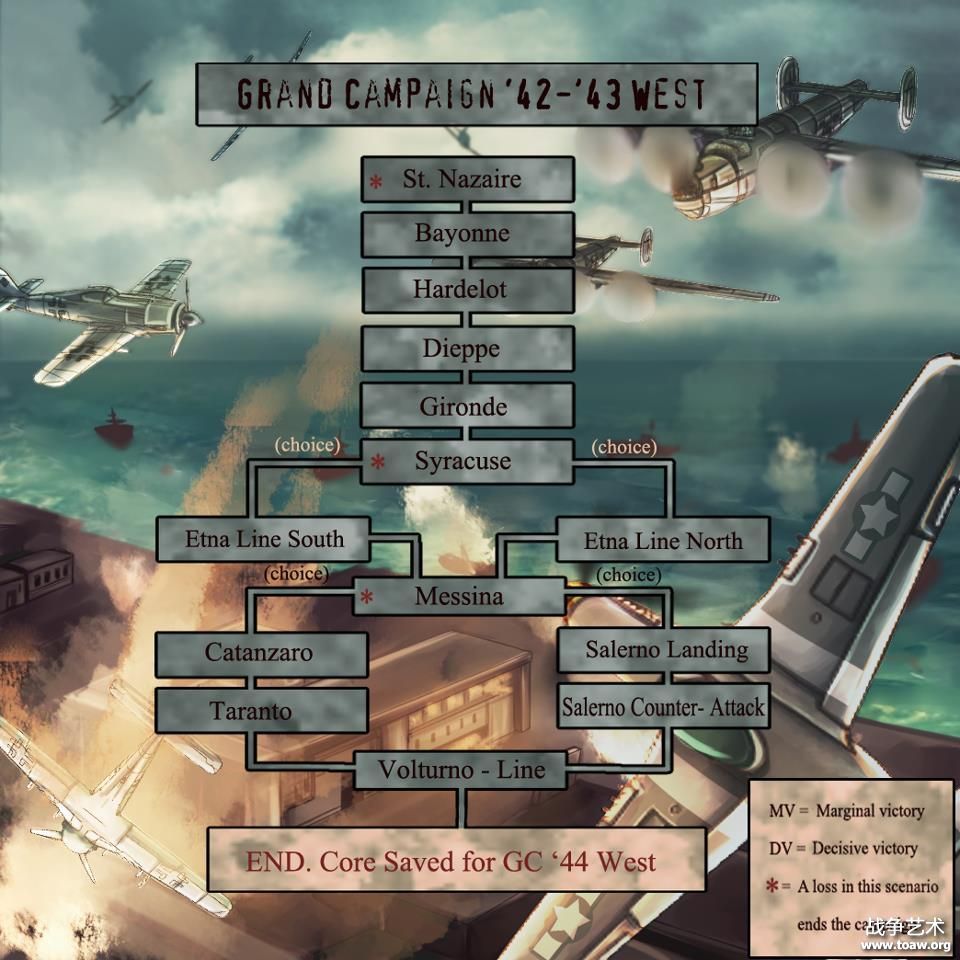 GRAND CAMPAIGN '42-'43 WEST
* St. Nazaire
Bayonne
Hardelot
Dieppe
Gironde
(choice)
(choice)
* Syracuse
Etna Line South
Etna Line North
(choice)
(choice)
* Messina
Catanzaro
Salerno Landing
Taranto
Salerno Counter- Attack
Volturno - Line
END. Core Saved for GC '44 West
MV = Marginal victory
DV = Decisive victory
* = A loss in this scenario
ends the
战争艺术
www.toaw.org